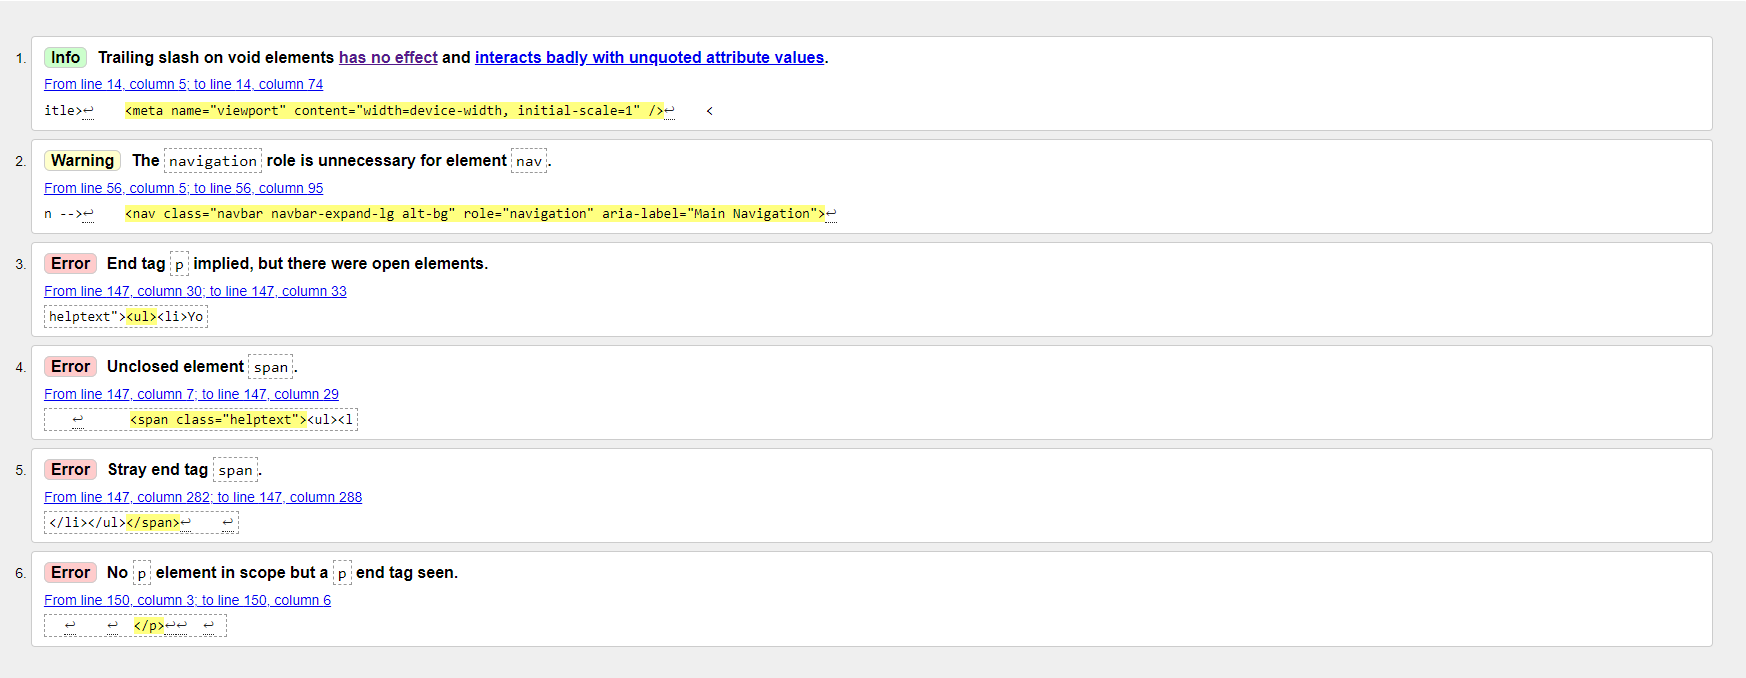 1. Info Trailing slash on void elements has no effect and interacts badly with unquoted attribute values.
From line 14, column 5; to line 14, column 74
itle>↩ <meta name="viewport" content="width=device-width, initial-scale=1" />↩ <
2. Warning The navigation role is unnecessary for element nav.
From line 56, column 5; to line 56, column 95
n -->↩ <nav class="navbar navbar-expand-lg alt-bg" role="navigation" aria-label="Main Navigation">↩
3. Error End tag p implied, but there were open elements.
From line 147, column 30; to line 147, column 33
helptext"><ul><li>Yo
4. Error Unclosed element span.
From line 147, column 7; to line 147, column 29
↩ <span class="helptext"><ul><l
5. Error Stray end tag span.
From line 147, column 282; to line 147, column 288
</li></ul></span>↩ ↩
6. Error No p element in scope but a p end tag seen.
From line 150, column 3; to line 150, column 6
↩ ↩ </p>↩↩ ↩